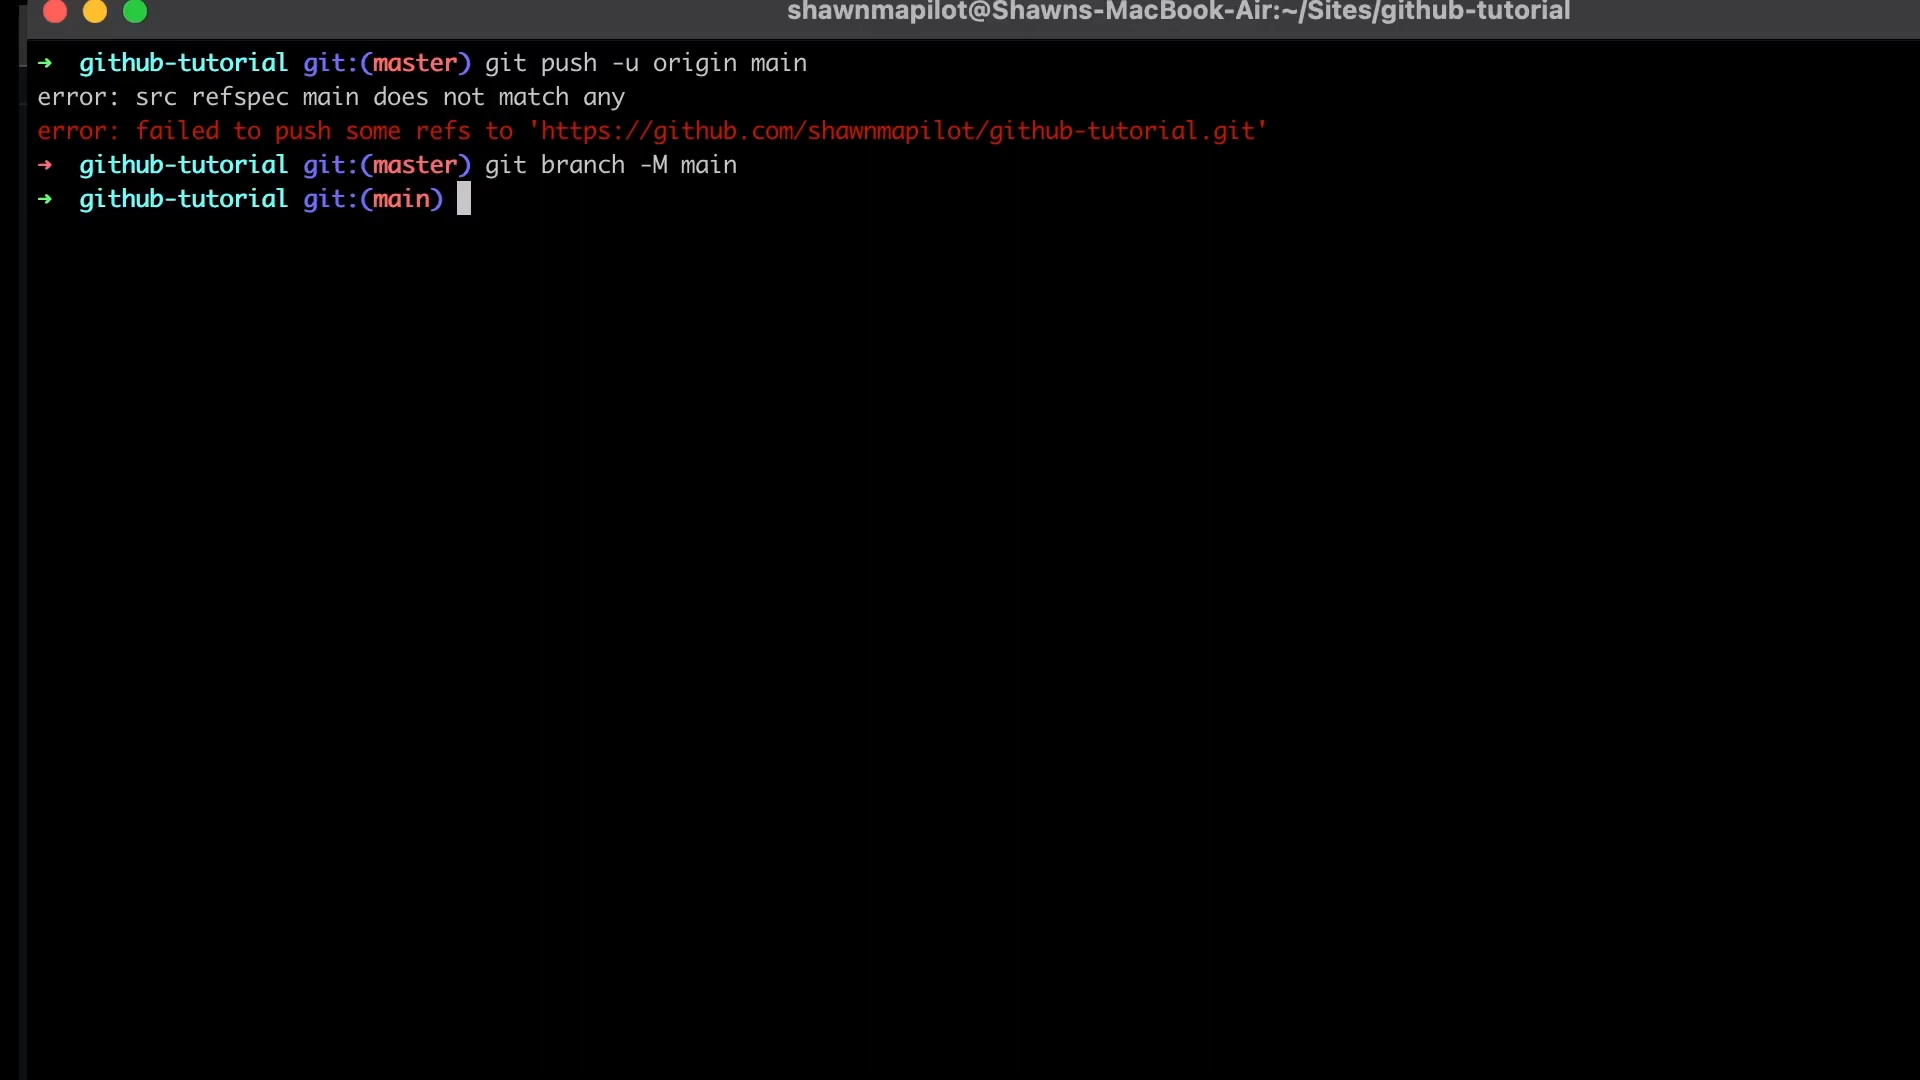 shawnmapilot@Shawns-MacBook-Air:~/Sites/github-tutorial
➜  github-tutorial git:(master) git push -u origin main
error: src refspec main does not match any
error: failed to push some refs to 'https://github.com/shawnmapilot/github-tutorial.git'
➜  github-tutorial git:(master) git branch -M main
➜  github-tutorial git:(main)